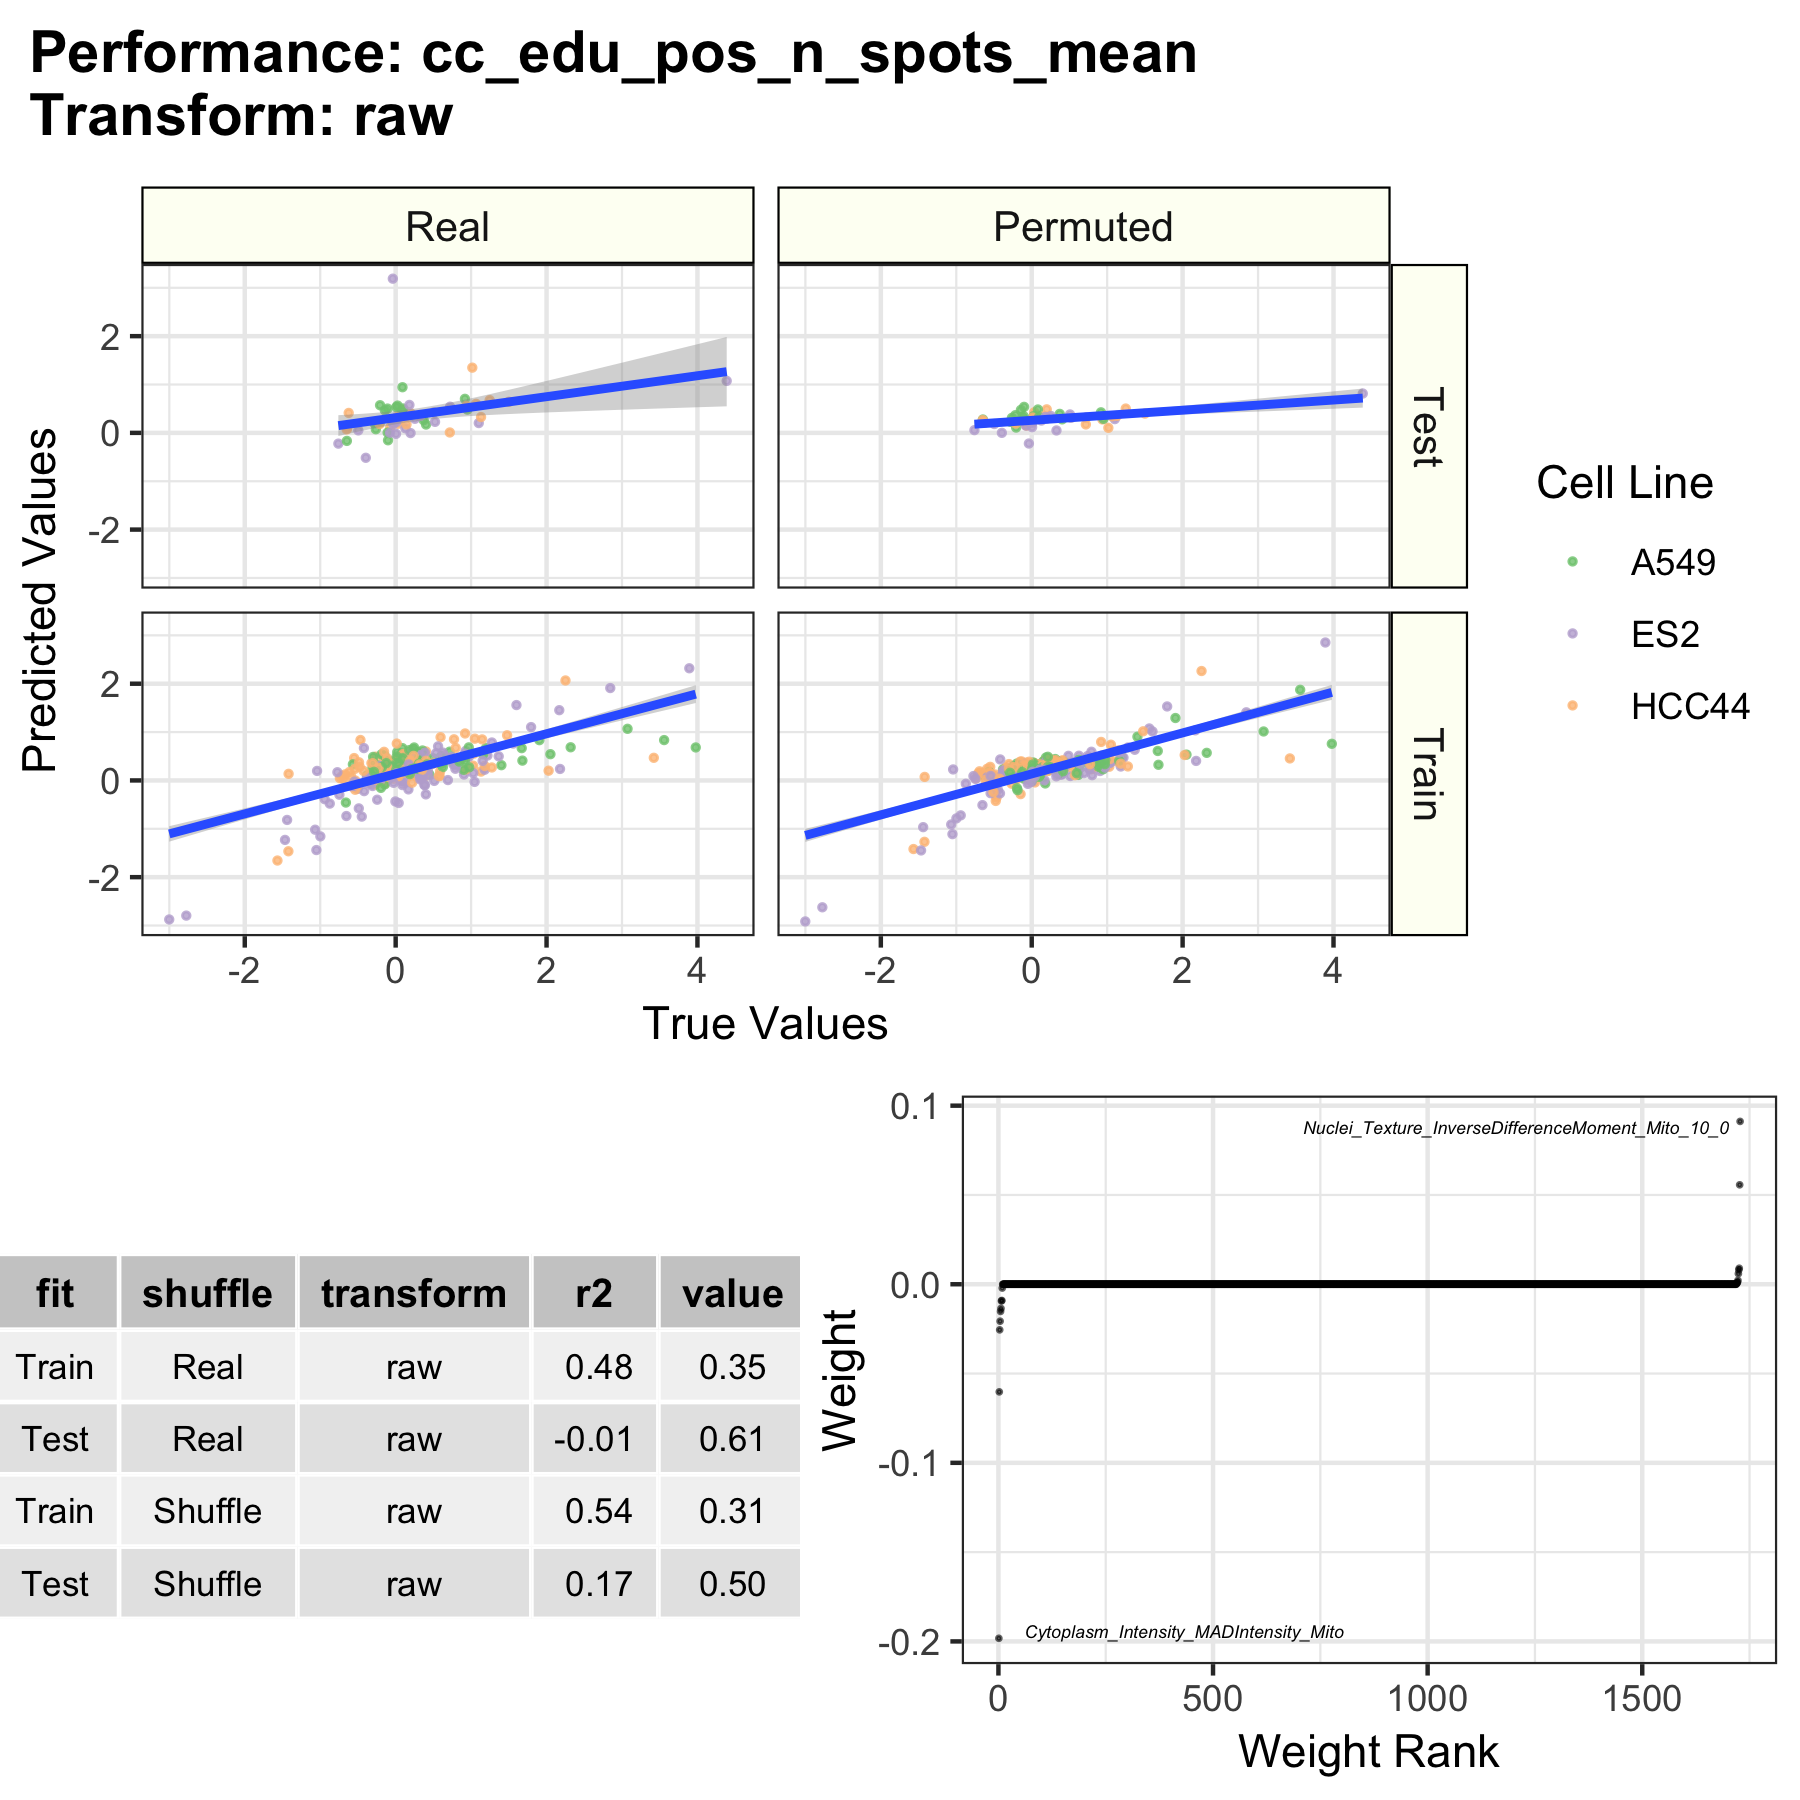 Performance: cc_edu_pos_n_spots_mean
Transform: raw
Real
Permuted
2
0
-2
Test
Predicted Values
2
0
-2
Train
-2 0 2 4
-2 0 2 4
True Values
Cell Line
A549
ES2
HCC44
fit shuffle transform r2 value
Train Real raw 0.48 0.35
Test Real raw -0.01 0.61
Train Shuffle raw 0.54 0.31
Test Shuffle raw 0.17 0.50
0.1
0.0
-0.1
-0.2
Weight
Nuclei_Texture_InverseDifferenceMoment_Mito_10_0
Cytoplasm_Intensity_MADIntensity_Mito
0 500 1000 1500
Weight Rank